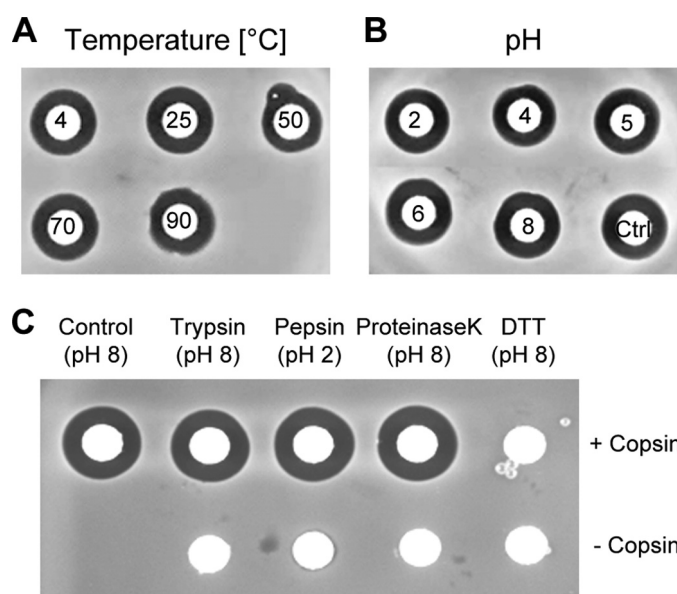 A Temperature [°C]
4 25 50
70 90
B pH
2 4 5
6 8 Ctrl
C Control Trypsin Pepsin ProteinaseK DTT
(pH 8) (pH 8) (pH 2) (pH 8) (pH 8)
+ Copsin
- Copsin